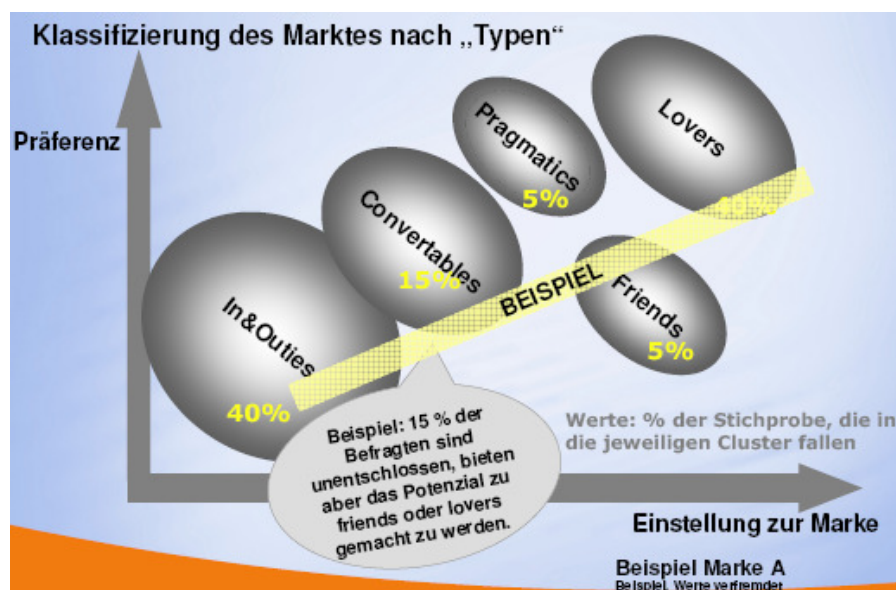 Klassifizierung des Marktes nach „Typen“
Präferenz
Lovers
Pragmatics
5%
40%
Convertables
15%
BEISPIEL
Friends
5%
In&Outies
40%
Beispiel: 15 % der
Befragten sind
unentschlossen, bieten
aber das Potenzial zu
friends oder lovers
gemacht zu werden.
Werte: % der Stichprobe, die in
die jeweiligen Cluster fallen
Einstellung zur Marke
Beispiel Marke A
Beispiel, Werte verfremdet